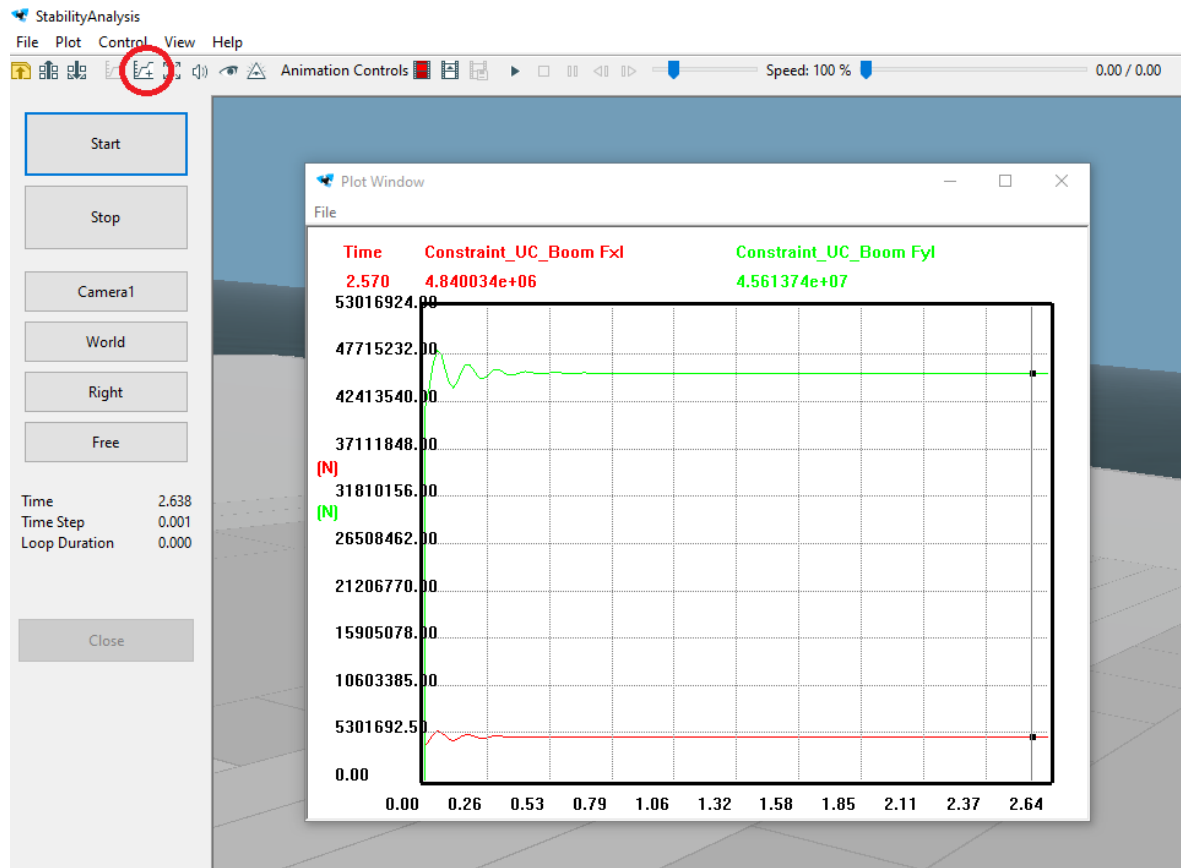 StabilityAnalysis
File Plot Control View Help
Animation Controls Speed: 100 % 0.00 / 0.00
Start
Stop
Camera1
World
Right
Free
Time 2.638
Time Step 0.001
Loop Duration 0.000
Close
Plot Window
File
Time Constraint_UC_Boom Fxl Constraint_UC_Boom Fyl
2.570 4.840034e+06 4.561374e+07
53016924.00
47715232.00
42413540.00
37111848.00
(N)
31810156.00
(N)
26508462.00
21206770.00
15905078.00
10603385.00
5301692.50
0.00
0.00 0.26 0.53 0.79 1.06 1.32 1.58 1.85 2.11 2.37 2.64